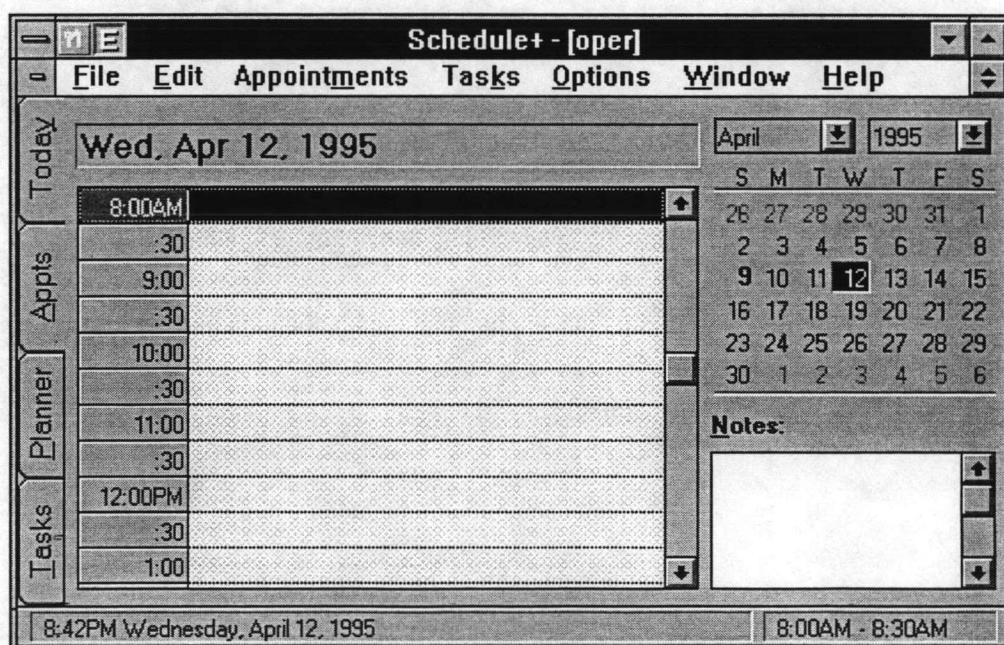 ท E Schedule+ - [oper]
File Edit Appointments Tasks Options Window Help
Today
Appts
Planner
Tasks
Wed, Apr 12, 1995
8:00AM
:30
9:00
:30
10:00
:30
11:00
:30
12:00PM
:30
1:00
April 1995
S M T W T F S
26 27 28 29 30 31 1
2 3 4 5 6 7 8
9 10 11 12 13 14 15
16 17 18 19 20 21 22
23 24 25 26 27 28 29
30 1 2 3 4 5 6
Notes:
8:42PM Wednesday, April 12, 1995 8:00AM - 8:30AM